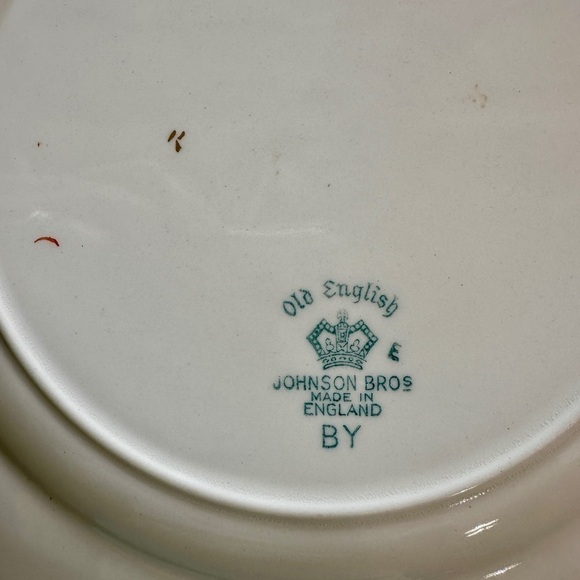 Old English
E
JOHNSON BROS
MADE IN
ENGLAND
BY